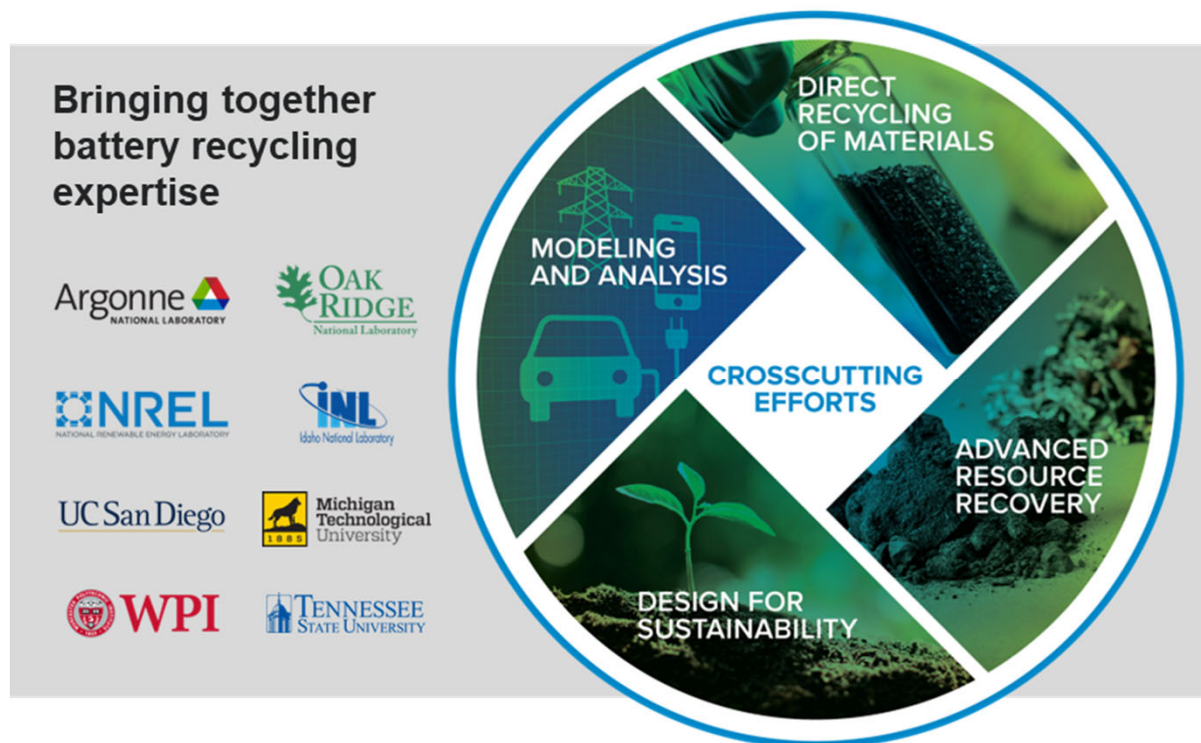 Bringing together
battery recycling
expertise
Argonne
NATIONAL LABORATORY
OAK
RIDGE
National Laboratory
NREL
NATIONAL RENEWABLE ENERGY LABORATORY
INL
Idaho National Laboratory
UC San Diego
1885
Michigan
Technological
University
WPI
TENNESSEE
STATE UNIVERSITY
DIRECT
RECYCLING
OF MATERIALS
MODELING
AND ANALYSIS
CROSSCUTTING
EFFORTS
ADVANCED
RESOURCE
RECOVERY
DESIGN FOR
SUSTAINABILITY